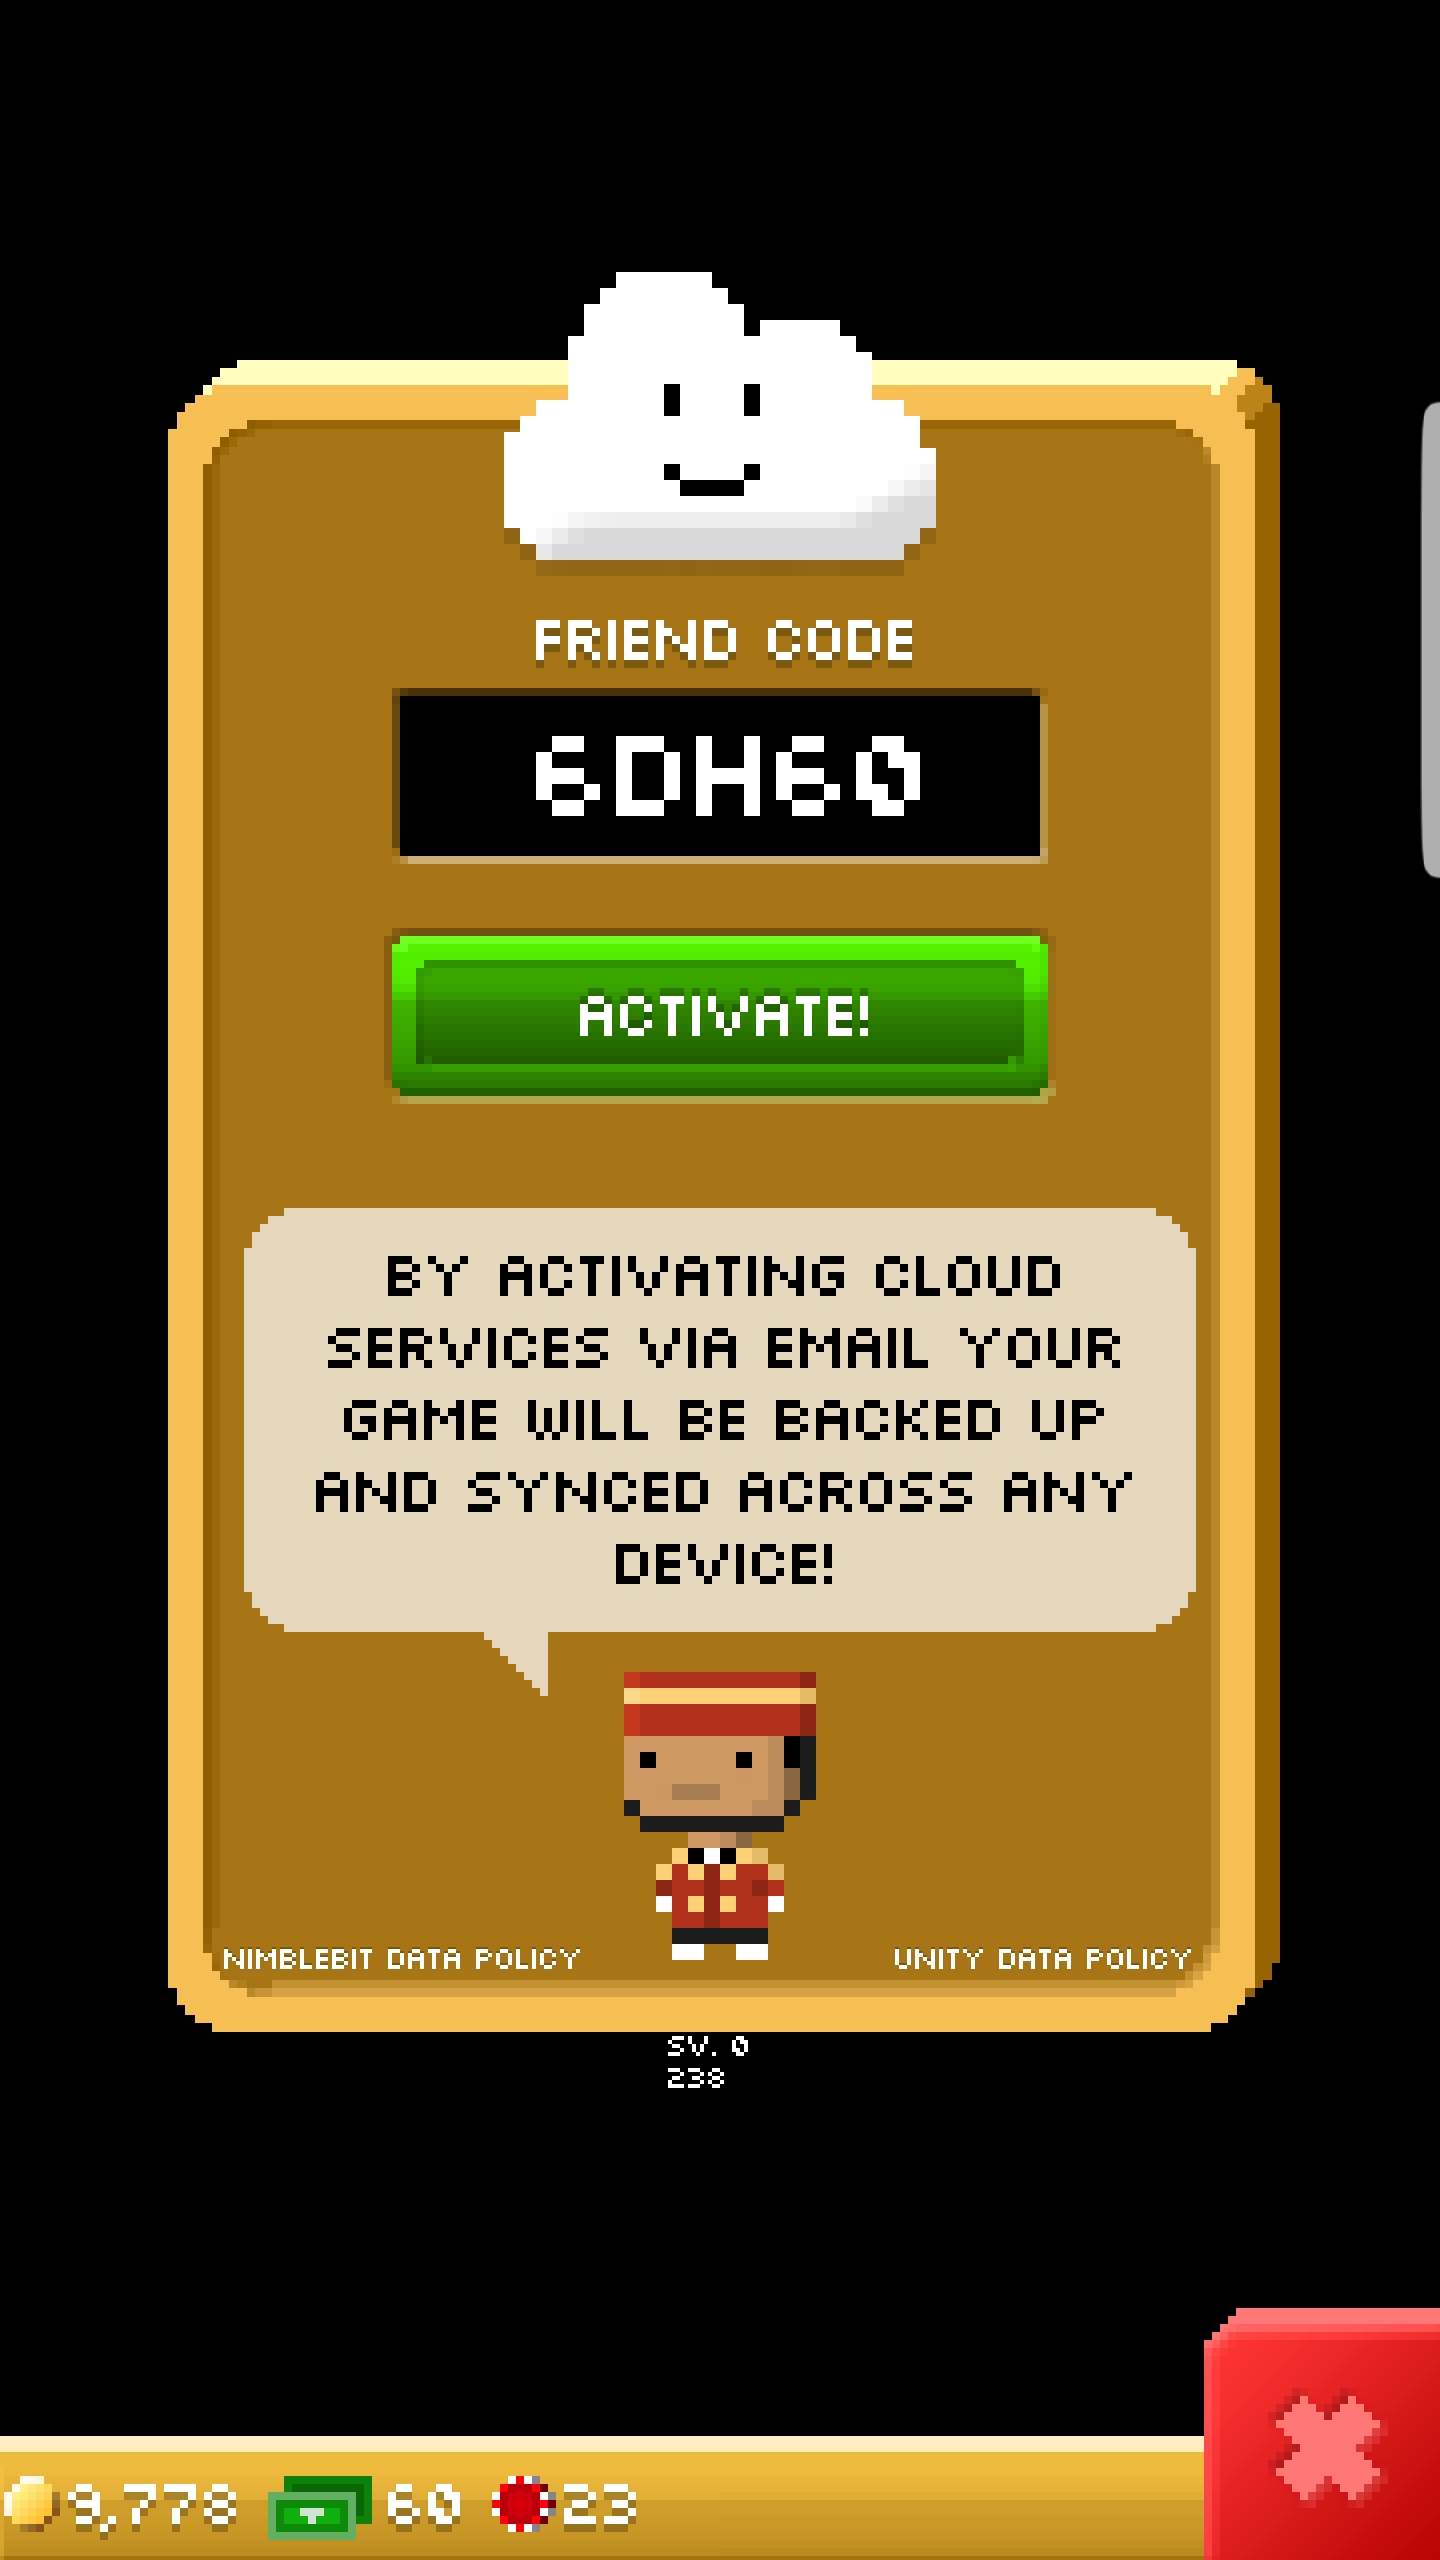 FRIEND CODE
6DH60
ACTIVATE!
BY ACTIVATING CLOUD
SERVICES VIA EMAIL YOUR
GAME WILL BE BACKED UP
AND SYNCED ACROSS ANY
DEVICE!
NIMBLEBIT DATA POLICY
UNITY DATA POLICY
SV. 0
238
9,778 60 23